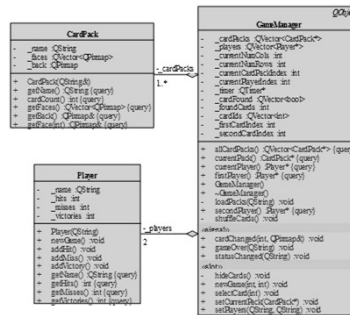 CardPack
- _name :QString
- _faces :QVector<QPixmap>
- _back :QPixmap
+ CardPack(QString&)
+ getName() :QString {query}
+ cardCount() :int {query}
+ getFaces() :QVector<QPixmap> {query}
+ getBack() :QPixmap& {query}
+ getFace(int) :QPixmap& {query}
-_cardPacks
1..*
Player
- _name :QString
- _hits :int
- _misses :int
- _victories :int
+ Player(QString)
+ newGame() :void
+ addHit() :void
+ addMiss() :void
+ addVictory() :void
+ getName() :QString {query}
+ getHits() :int {query}
+ getMisses() :int {query}
+ getVictories() :int {query}
-_players
2
QObje
GameManager
- _cardPacks :QVector<CardPack*>
- _players :QVector<Player*>
- _currentNumCols :int
- _currentNumRows :int
- _currentCardPackIndex :int
- _currentPlayerIndex :int
- _timer :QTimer*
- _cardFound :QVector<bool>
- _foundCards :int
- _cardIds :QVector<int>
- _firstCardIndex :int
- _secondCardIndex :int
+ allCardPacks() :QVector<CardPack*> {query
+ currentPack() :CardPack* {query}
+ currentPlayer() :Player* {query}
+ firstPlayer() :Player* {query}
+ GameManager()
+ ~GameManager()
+ loadPacks(QString) :void
+ secondPlayer() :Player* {query}
- shuffleCards() :void
«signal»
+ cardChanged(int, QPixmap&) :void
+ gameOver(QString) :void
+ statusChanged(QString) :void
«slot»
+ hideCards() :void
+ newGame(int, int) :void
+ selectCard(int) :void
+ setCurrentPack(CardPack*) :void
+ setPlayers(QString, QString) :void